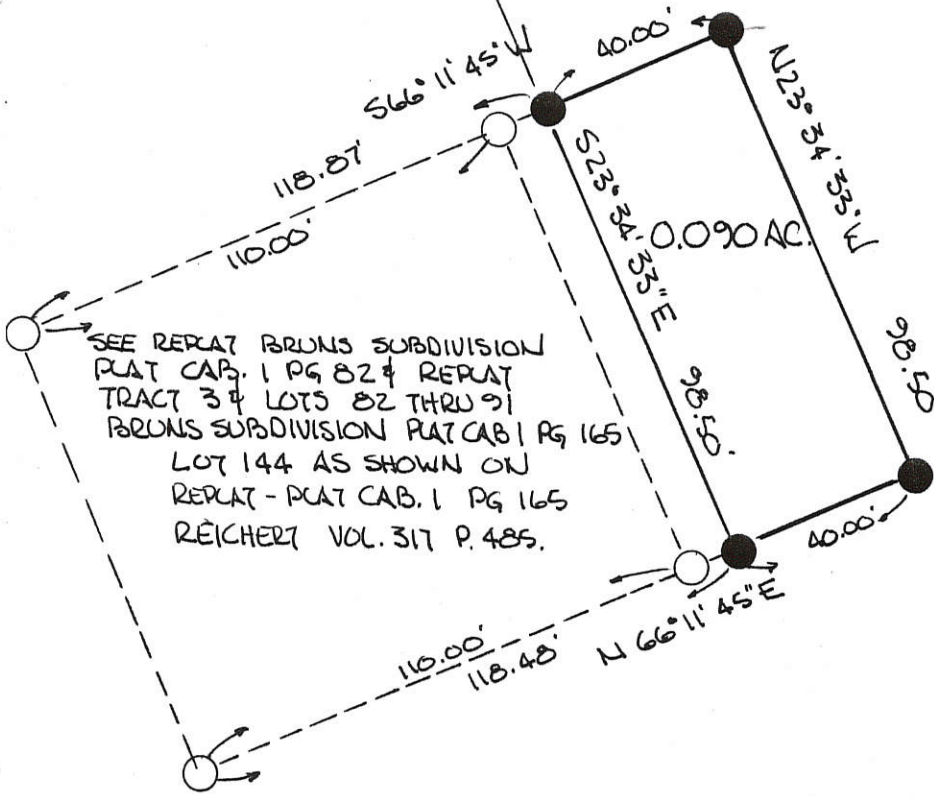 40.00'
S66°11'45"W
N23°34'33"W
118.87'
S23°34'33"E
0.090 AC.
110.00'
SEE REPLAT BRUNS SUBDIVISION
PLAT CAB. 1 PG 82 & REPLAT
TRACT 3 & LOTS 82 THRU 91
BRUNS SUBDIVISION PLAT CAB 1 PG 165
LOT 144 AS SHOWN ON
REPLAT - PLAT CAB. 1 PG 165
REICHERT VOL. 317 P. 485.
98.50
98.50'
40.00'
N 66°11'45"E
110.00'
118.48'